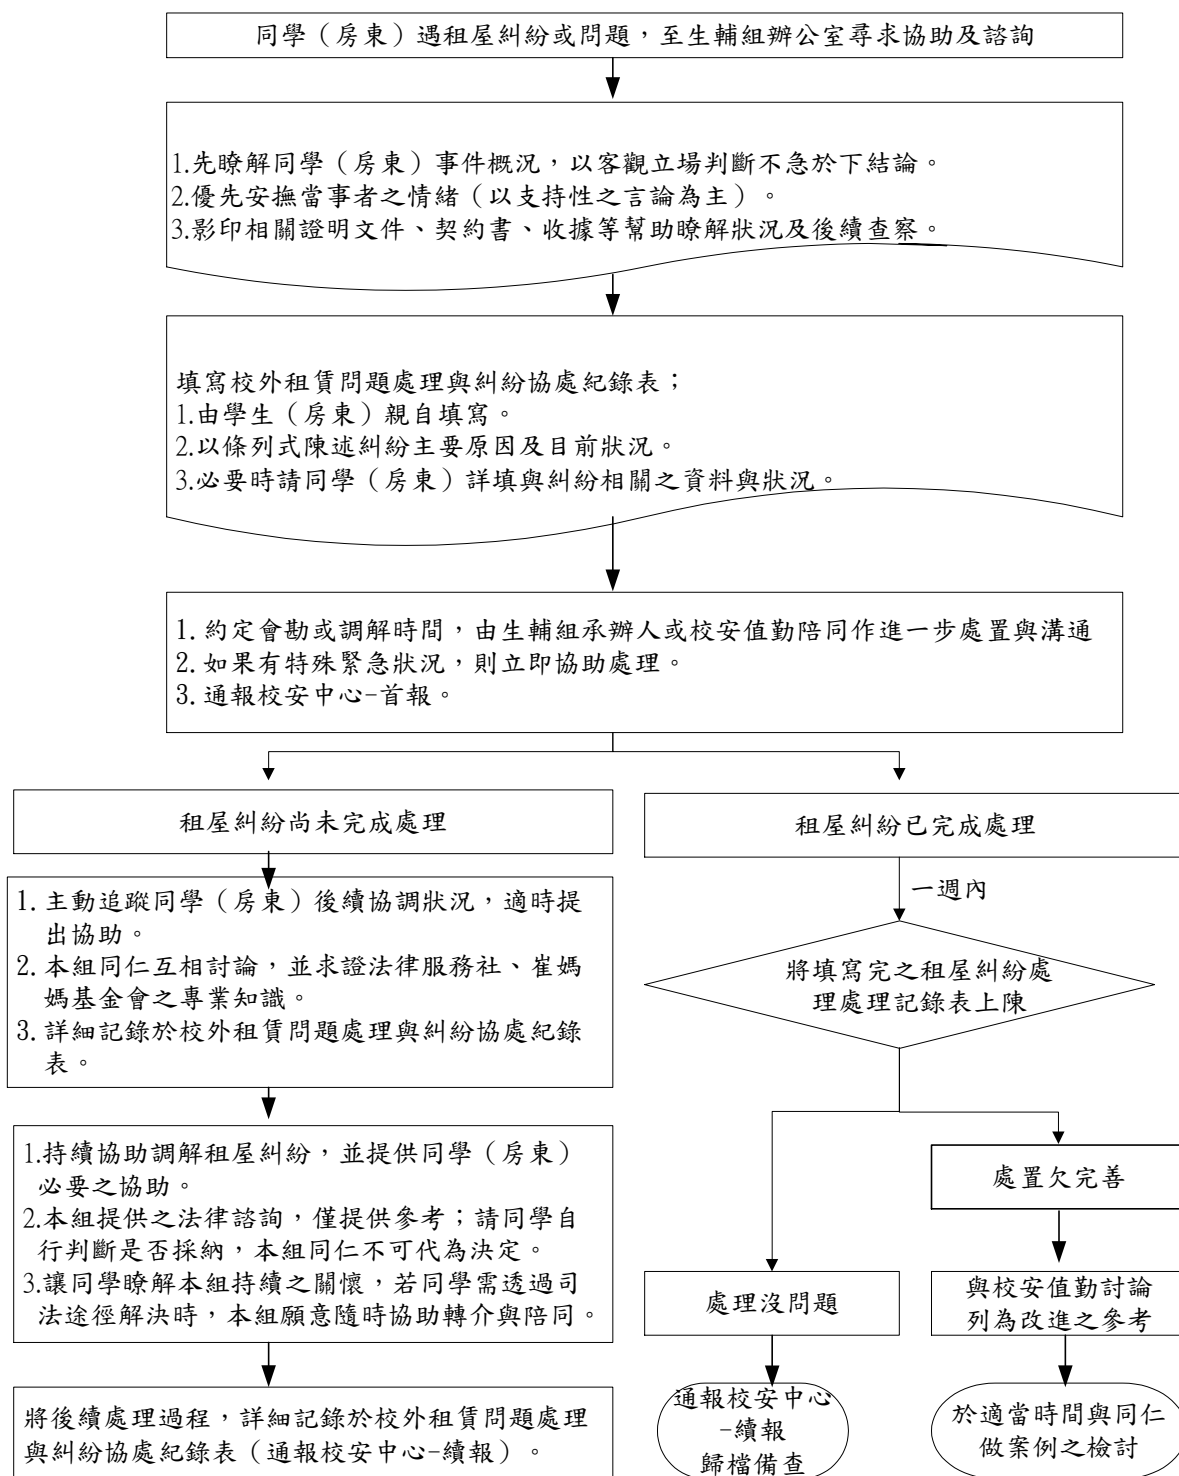 同學（房東）遇租屋糾紛或問題，至生輔組辦公室尋求協助及諮詢
1.先瞭解同學（房東）事件概況，以客觀立場判斷不急於下結論。
2.優先安撫當事者之情緒（以支持性之言論為主）。
3.影印相關證明文件、契約書、收據等幫助瞭解狀況及後續查察。
填寫校外租賃問題處理與糾紛協處紀錄表；
1.由學生（房東）親自填寫。
2.以條列式陳述糾紛主要原因及目前狀況。
3.必要時請同學（房東）詳填與糾紛相關之資料與狀況。
1. 約定會勘或調解時間，由生輔組承辦人或校安值勤陪同作進一步處置與溝通
2. 如果有特殊緊急狀況，則立即協助處理。
3. 通報校安中心-首報。
租屋糾紛尚未完成處理
1. 主動追蹤同學（房東）後續協調狀況，適時提
出協助。
2. 本組同仁互相討論，並求證法律服務社、崔媽
媽基金會之專業知識。
3. 詳細記錄於校外租賃問題處理與糾紛協處紀錄
表。
1.持續協助調解租屋糾紛，並提供同學（房東）
必要之協助。
2.本組提供之法律諮詢，僅提供參考；請同學自
行判斷是否採納，本組同仁不可代為決定。
3.讓同學瞭解本組持續之關懷，若同學需透過司
法途徑解決時，本組願意隨時協助轉介與陪同。
將後續處理過程，詳細記錄於校外租賃問題處理
與糾紛協處紀錄表（通報校安中心-續報）。
租屋糾紛已完成處理
一週內
將填寫完之租屋糾紛處
理處理記錄表上陳
處理沒問題
通報校安中心
-續報
歸檔備查
處置欠完善
與校安值勤討論
列為改進之參考
於適當時間與同仁
做案例之檢討